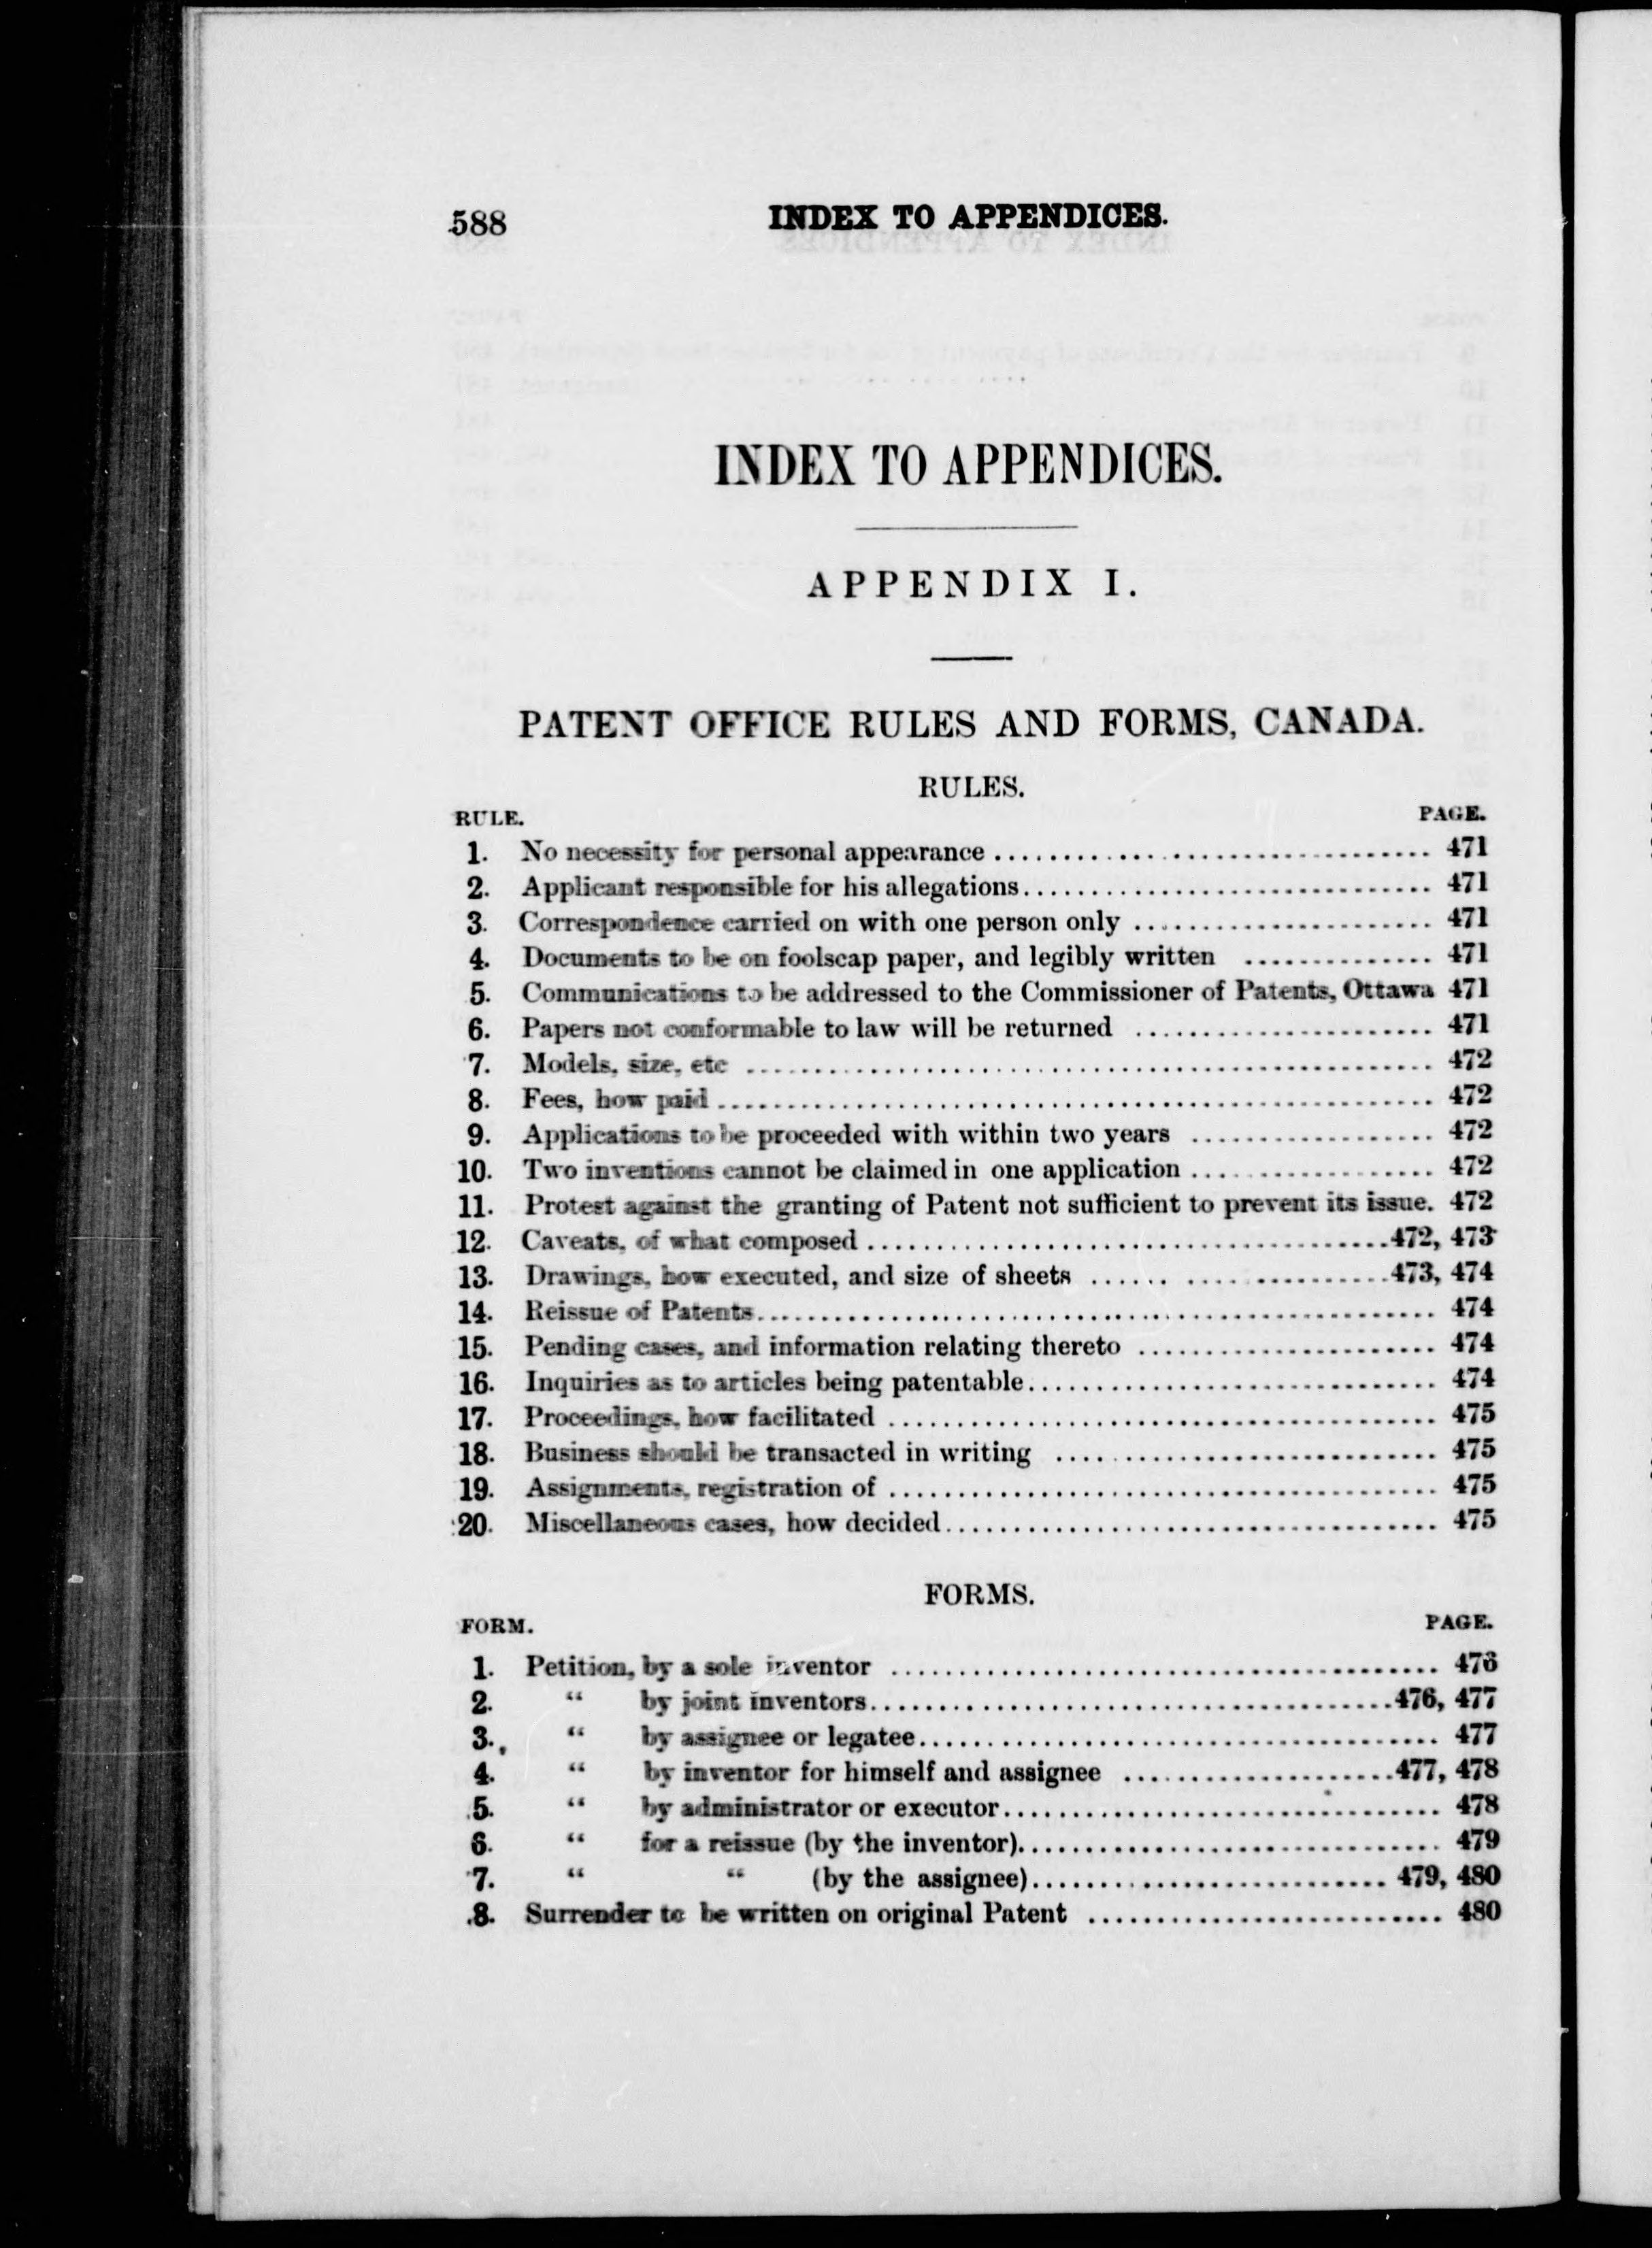 588 INDEX TO APPENDICES.
INDEX TO APPENDICES.
APPENDIX I.
PATENT OFFICE RULES AND FORMS, CANADA.
RULES.
RULE. PAGE.
1. No necessity for personal appearance ........ 471
2. Applicant responsible for his allegations........ 471
3. Correspondence carried on with one person only ........ 471
4. Documents to be on foolscap paper, and legibly written ........ 471
5. Communications to be addressed to the Commissioner of Patents, Ottawa 471
6. Papers not conformable to law will be returned ........ 471
7. Models, size, etc ........ 472
8. Fees, how paid ........ 472
9. Applications to be proceeded with within two years ........ 472
10. Two inventions cannot be claimed in one application ........ 472
11. Protest against the granting of Patent not sufficient to prevent its issue. 472
12. Caveats, of what composed ........ 472, 473
13. Drawings, how executed, and size of sheets ........ 473, 474
14. Reissue of Patents........ 474
15. Pending cases, and information relating thereto ........ 474
16. Inquiries as to articles being patentable........ 474
17. Proceedings, how facilitated ........ 475
18. Business should be transacted in writing ........ 475
19. Assignments, registration of ........ 475
20. Miscellaneous cases, how decided........ 475
FORMS.
FORM. PAGE.
1. Petition, by a sole inventor ........ 476
2. “ by joint inventors........ 476, 477
3. “ by assignee or legatee........ 477
4. “ by inventor for himself and assignee ........ 477, 478
5. “ by administrator or executor........ 478
6. “ for a reissue (by the inventor)........ 479
7. “ “ (by the assignee)........ 479, 480
8. Surrender to be written on original Patent ........ 480